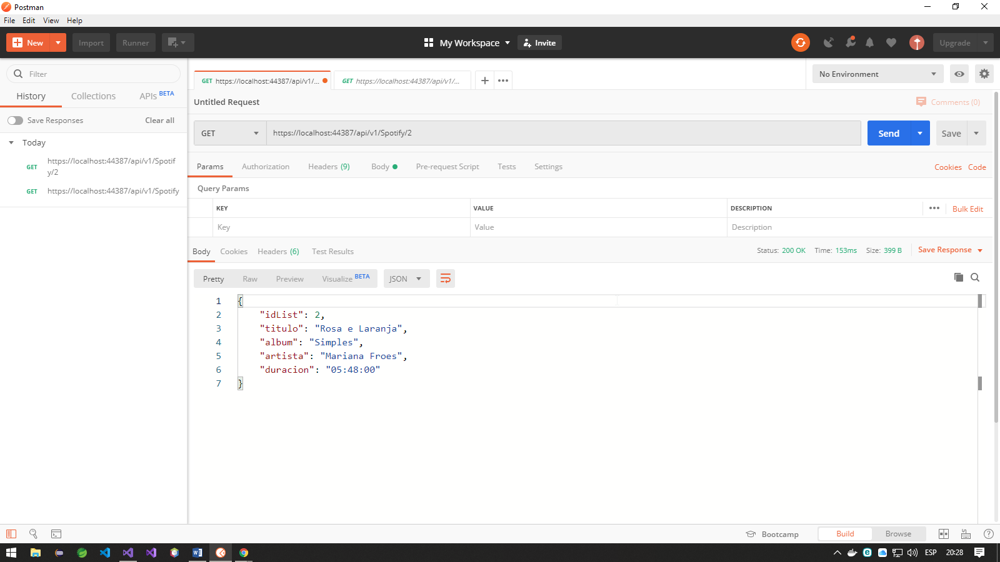 Postman
File Edit View Help
New Import Runner My Workspace Invite Upgrade
Filter
History Collections APIs BETA
Save Responses Clear all
Today
GET https://localhost:44387/api/v1/Spotif
y/2
GET https://localhost:44387/api/v1/Spotify
GET https://localhost:44387/api/v1/... GET https://localhost:44387/api/v1/... + ••• No Environment
Untitled Request Comments (0)
GET https://localhost:44387/api/v1/Spotify/2 Send Save
Params Authorization Headers (9) Body Pre-request Script Tests Settings Cookies Code
Query Params
KEY VALUE DESCRIPTION ••• Bulk Edit
Key Value Description
Body Cookies Headers (6) Test Results Status: 200 OK Time: 153ms Size: 399 B Save Response
Pretty Raw Preview Visualize BETA JSON
1 {
2 "idList": 2,
3 "titulo": "Rosa e Laranja",
4 "album": "Simples",
5 "artista": "Mariana Froes",
6 "duracion": "05:48:00"
7 }
Bootcamp Build Browse
ESP 20:28